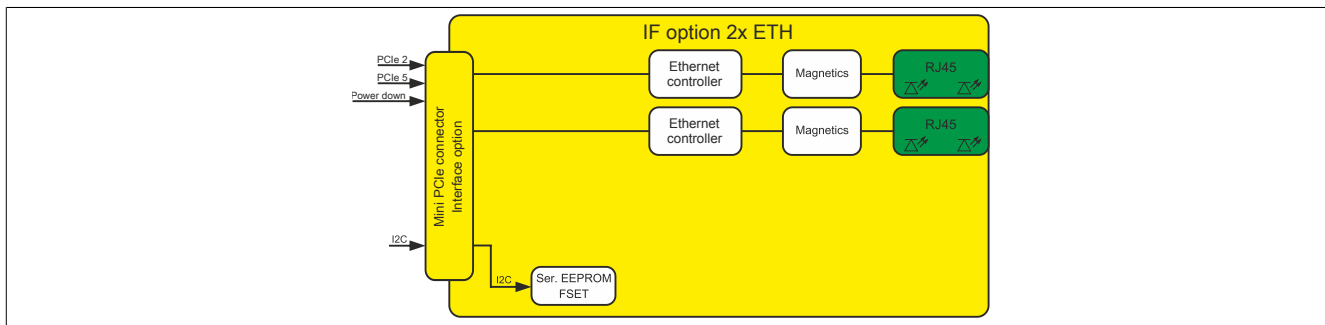 IF option 2x ETH
PCIe 2
PCIe 5
Power down
Mini PCIe connector
Interface option
Ethernet
controller
Magnetics
RJ45
Ethernet
controller
Magnetics
RJ45
I2C
I2C
Ser. EEPROM
FSET